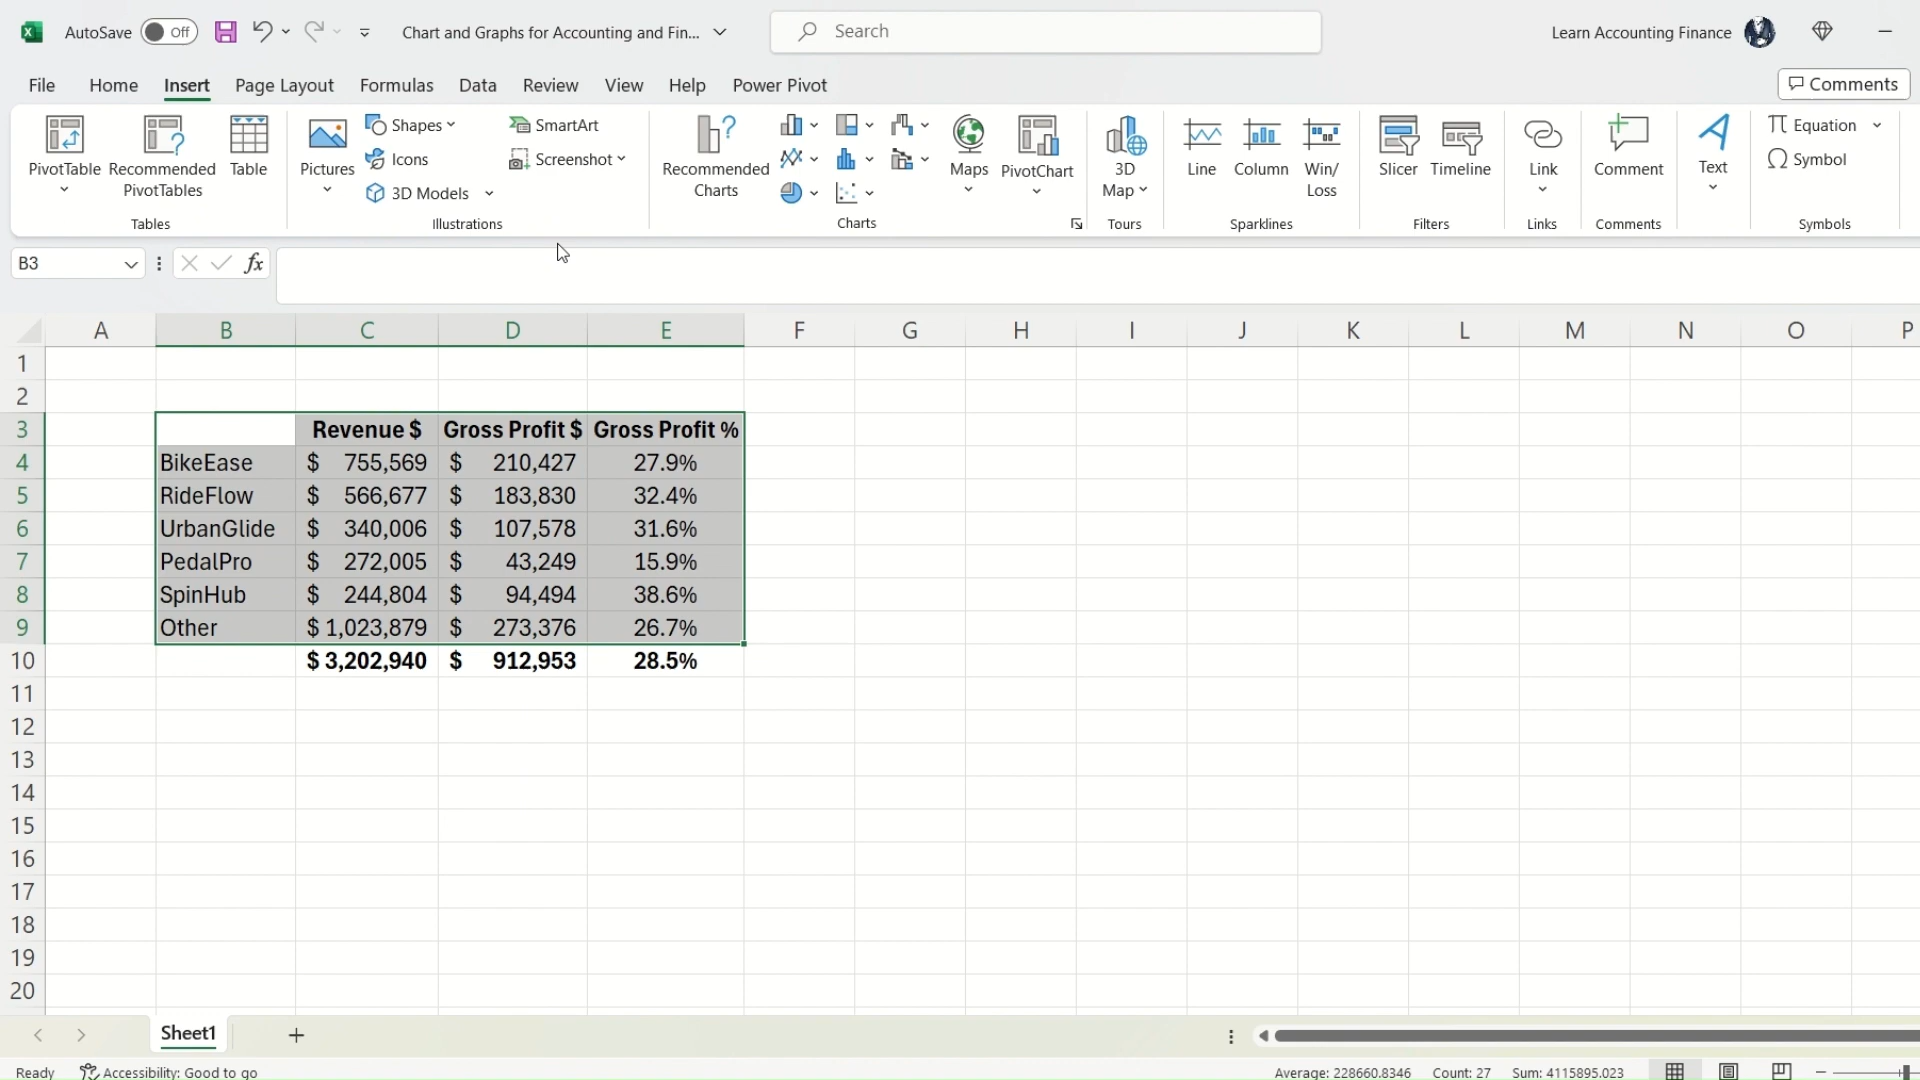 AutoSave Off Chart and Graphs for Accounting and Fin... Search Learn Accounting Finance
File Home Insert Page Layout Formulas Data Review View Help Power Pivot Comments
PivotTable Recommended PivotTables Table
Tables
Pictures Shapes Icons 3D Models SmartArt Screenshot
Illustrations
Recommended Charts Maps PivotChart
Charts
3D Map
Tours
Line Column Win/Loss
Sparklines
Slicer Timeline
Filters
Link
Links
Comment
Comments
Text
Equation
Symbol
Symbols
B3 fx
A B C D E F G H I J K L M N O P
1
2
3 Revenue $ Gross Profit $ Gross Profit %
4 BikeEase $ 755,569 $ 210,427 27.9%
5 RideFlow $ 566,677 $ 183,830 32.4%
6 UrbanGlide $ 340,006 $ 107,578 31.6%
7 PedalPro $ 272,005 $ 43,249 15.9%
8 SpinHub $ 244,804 $ 94,494 38.6%
9 Other $ 1,023,879 $ 273,376 26.7%
10 $ 3,202,940 $ 912,953 28.5%
11
12
13
14
15
16
17
18
19
20
Sheet1
Ready Accessibility: Good to go Average: 228660.8346 Count: 27 Sum: 4115895.023